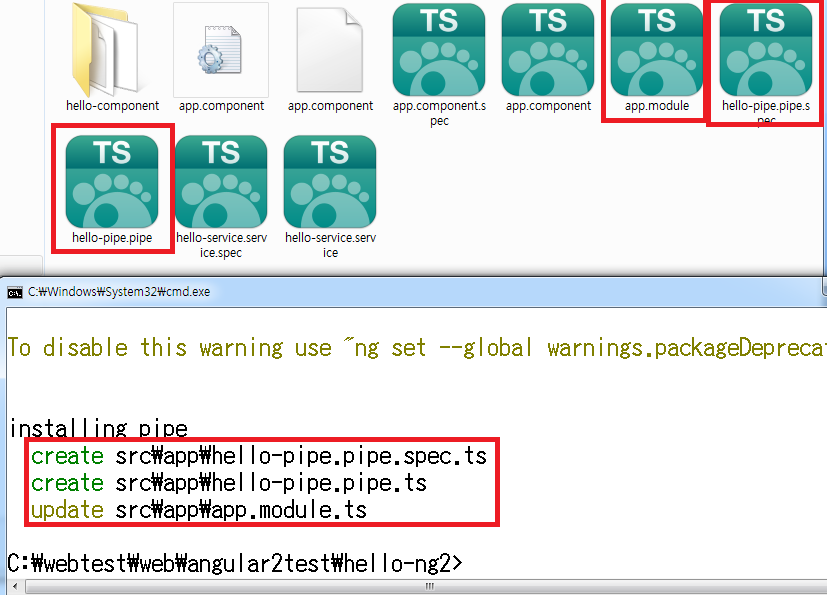 TS
TS
TS
TS
hello-component
app.component
app.component
app.component.s
pec
app.component
app.module
hello-pipe.pipe.s
pec
TS
TS
TS
hello-pipe.pipe
hello-service.serv
ice.spec
hello-service.serv
ice
C:\Windows\System32\cmd.exe
To disable this warning use "ng set --global warnings.packageDeprecat
installing pipe
create src₩app₩hello-pipe.pipe.spec.ts
create src₩app₩hello-pipe.pipe.ts
update src₩app₩app.module.ts
C:₩webtest₩web₩angular2test₩hello-ng2>